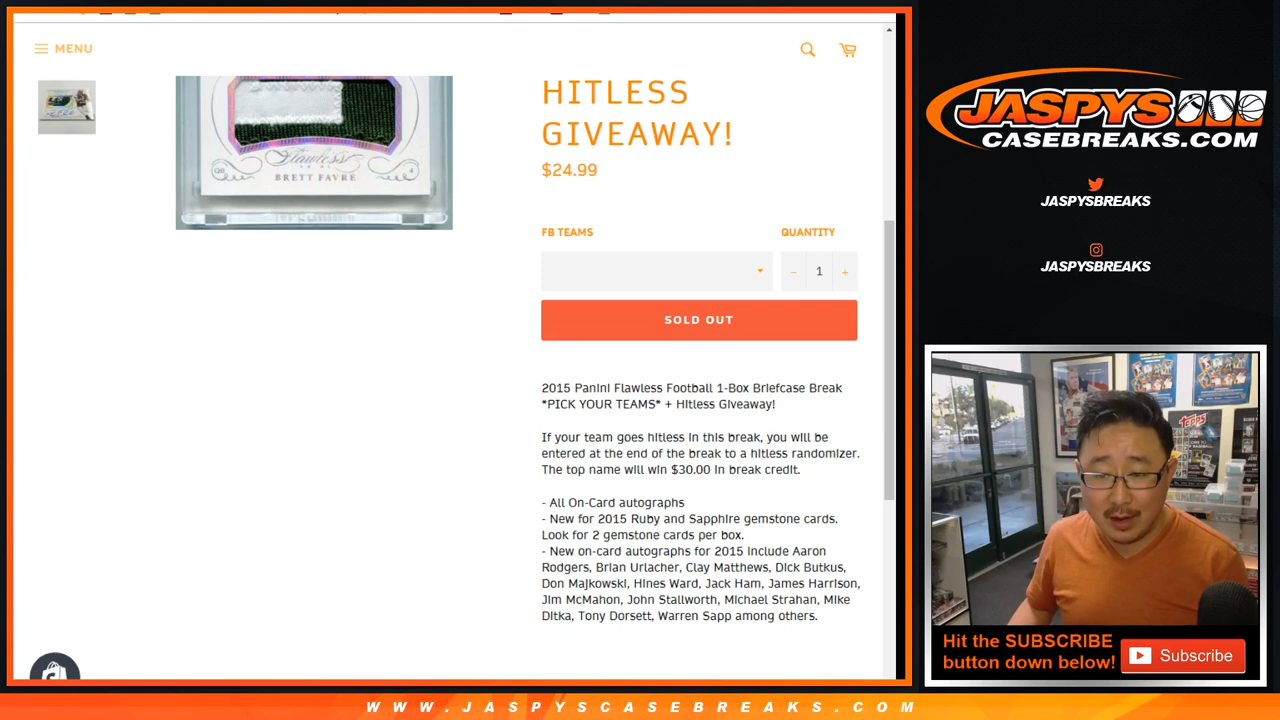 MENU
HITLESS
GIVEAWAY!
$24.99
Flawless
QB
4
BRETT FAVRE
FB TEAMS
QUANTITY
−
1
+
SOLD OUT
2015 Panini Flawless Football 1-Box Briefcase Break
*PICK YOUR TEAMS* + Hitless Giveaway!
If your team goes hitless in this break, you will be
entered at the end of the break to a hitless randomizer.
The top name will win $30.00 in break credit.
- All On-Card autographs
- New for 2015 Ruby and Sapphire gemstone cards.
Look for 2 gemstone cards per box.
- New on-card autographs for 2015 include Aaron
Rodgers, Brian Urlacher, Clay Matthews, Dick Butkus,
Don Majkowski, Hines Ward, Jack Ham, James Harrison,
Jim McMahon, John Stallworth, Michael Strahan, Mike
Ditka, Tony Dorsett, Warren Sapp among others.
JASPYS
CASEBREAKS.COM
JASPYSBREAKS
JASPYSBREAKS
Topps
Hit the SUBSCRIBE
button down below!
Subscribe
WWW.JASPYSCASEBREAKS.COM